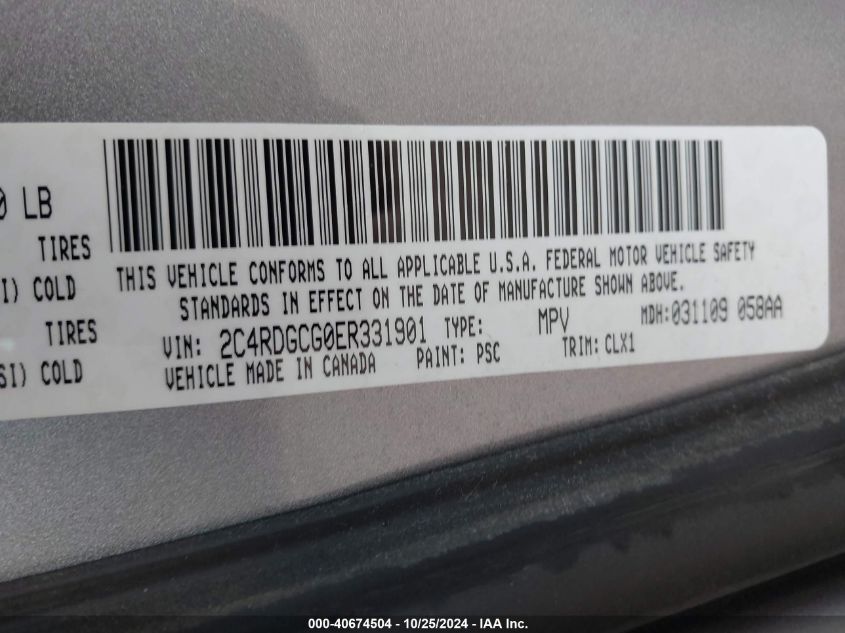 0 LB
TIRES
I) COLD
TIRES
SI) COLD
THIS VEHICLE CONFORMS TO ALL APPLICABLE U.S.A. FEDERAL MOTOR VEHICLE SAFETY
STANDARDS IN EFFECT ON THE DATE OF MANUFACTURE SHOWN ABOVE.
VIN: 2C4RDGCG0ER331901 TYPE: MPV MDH:031109 058AA
VEHICLE MADE IN CANADA PAINT: PSC TRIM: CLX1
000-40674504 - 10/25/2024 - IAA Inc.